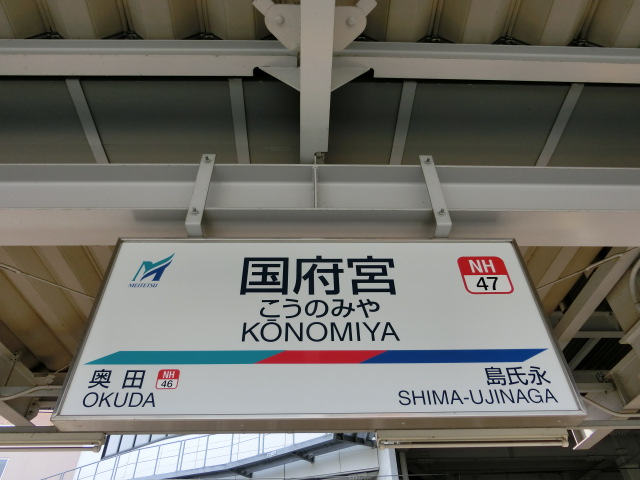 MEITETSU
国府宮
こうのみや
KŌNOMIYA
NH
47
奥田
NH
46
OKUDA
島氏永
SHIMA-UJINAGA